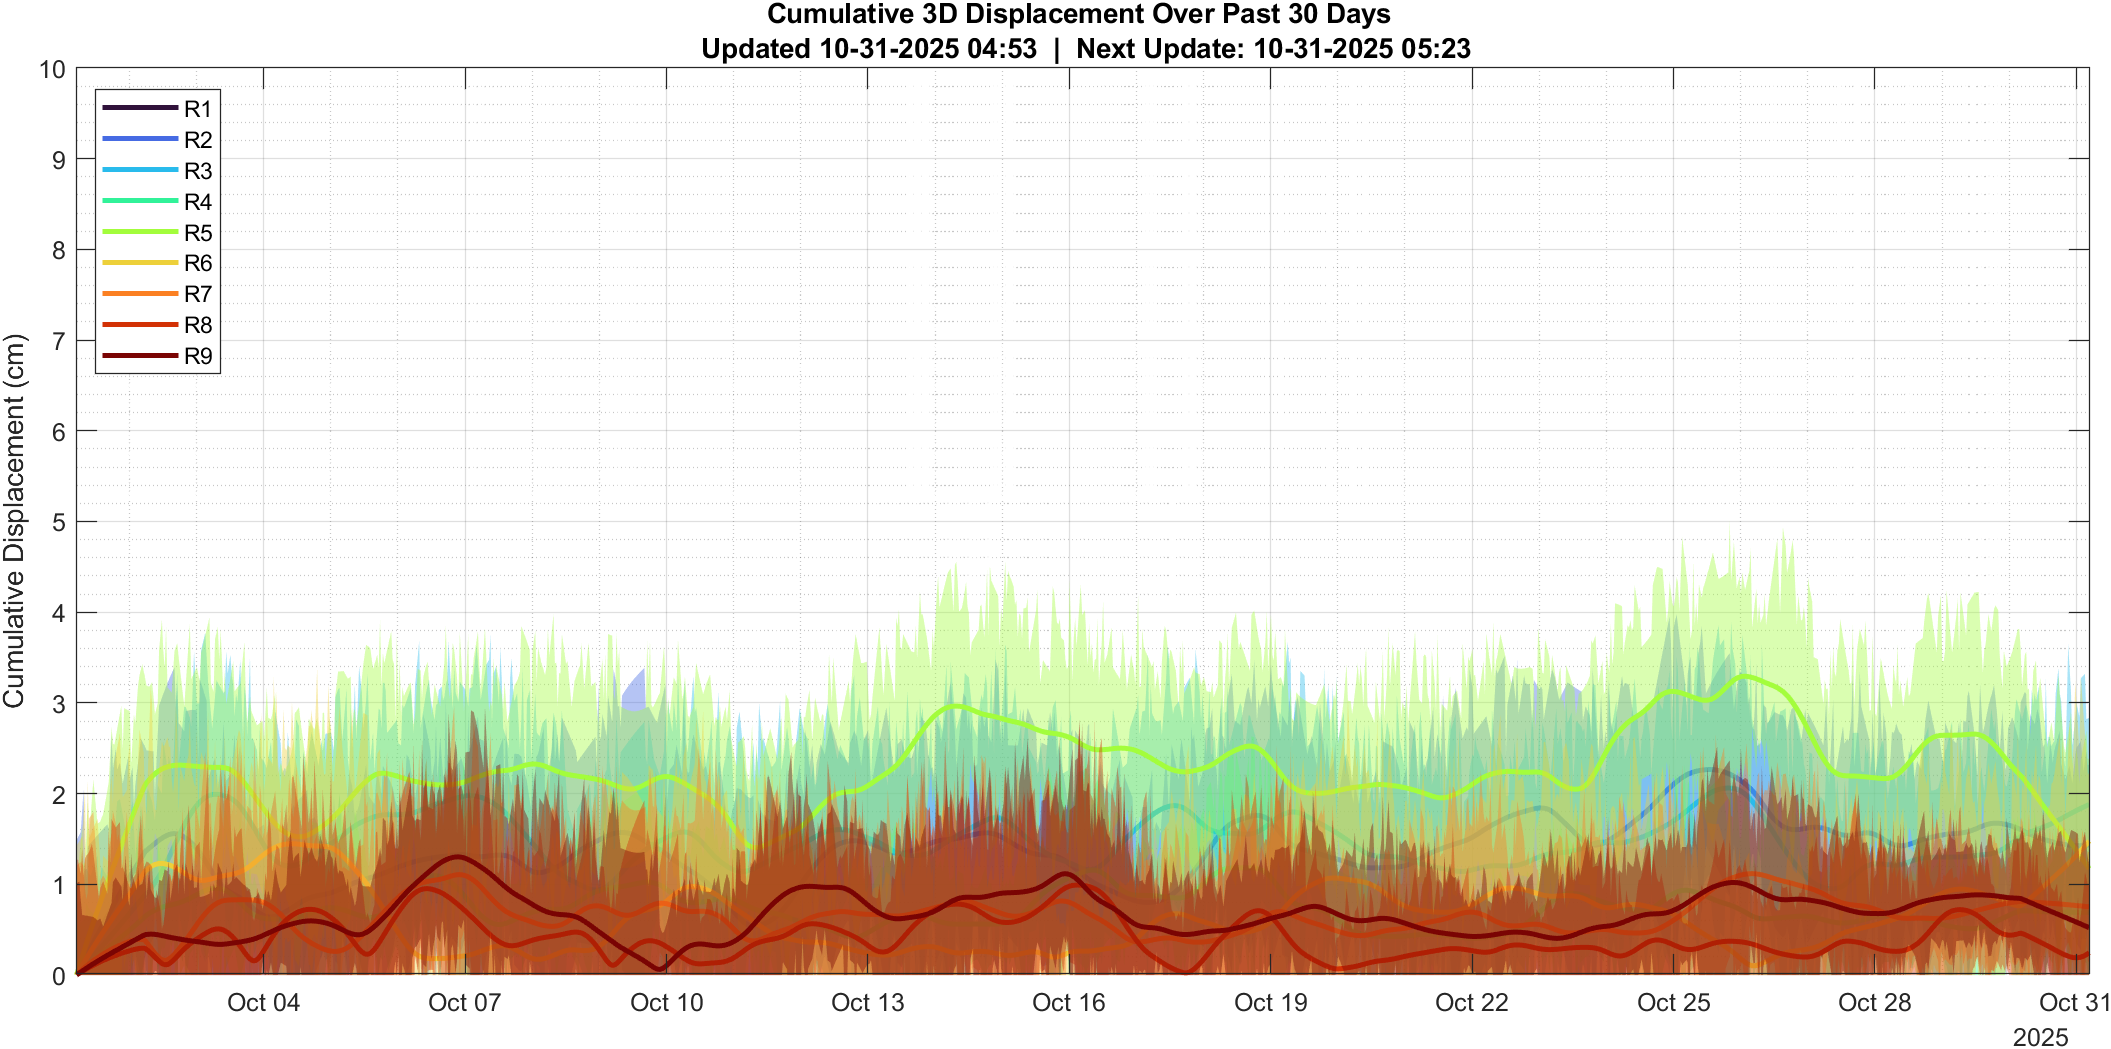 Cumulative 3D Displacement Over Past 30 Days
Updated 10-31-2025 04:53 | Next Update: 10-31-2025 05:23
Cumulative Displacement (cm)
10
9
8
7
6
5
4
3
2
1
0
R1
R2
R3
R4
R5
R6
R7
R8
R9
Oct 04 Oct 07 Oct 10 Oct 13 Oct 16 Oct 19 Oct 22 Oct 25 Oct 28 Oct 31
2025